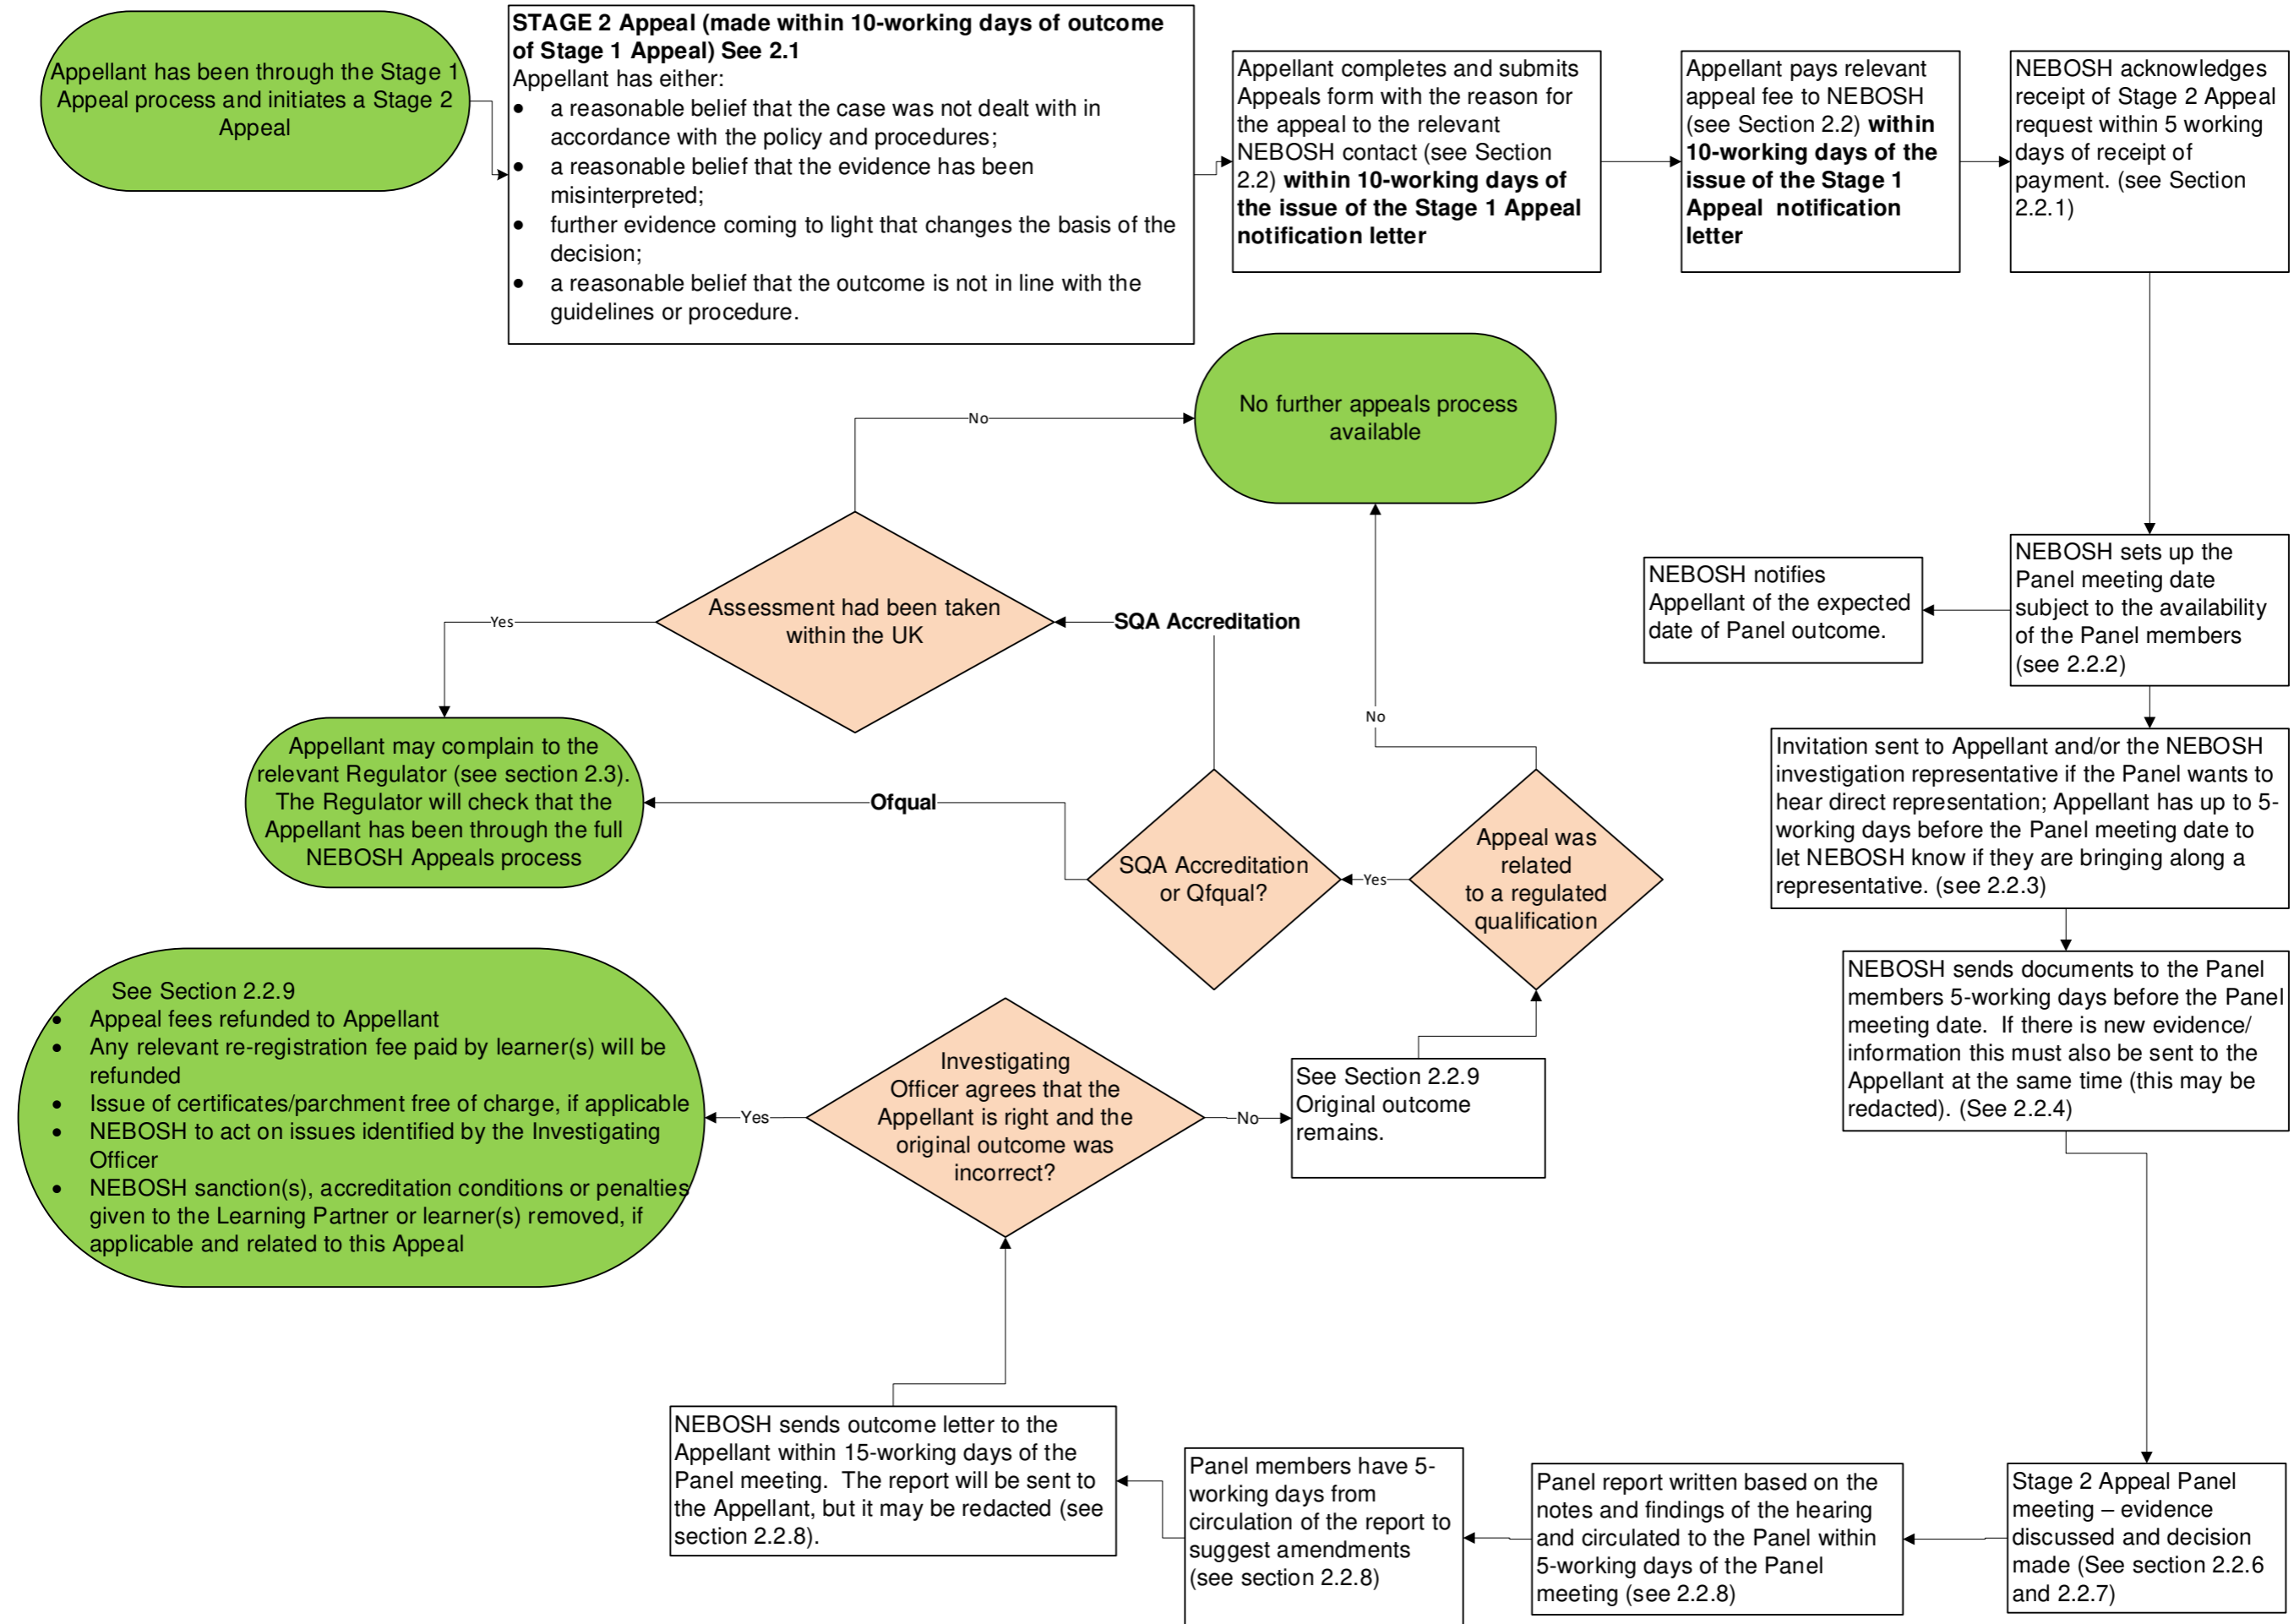 Appellant has been through the Stage 1
Appeal process and initiates a Stage 2
Appeal
STAGE 2 Appeal (made within 10-working days of outcome
of Stage 1 Appeal) See 2.1
Appellant has either:
• a reasonable belief that the case was not dealt with in
accordance with the policy and procedures;
• a reasonable belief that the evidence has been
misinterpreted;
• further evidence coming to light that changes the basis of the
decision;
• a reasonable belief that the outcome is not in line with the
guidelines or procedure.
Appellant completes and submits
Appeals form with the reason for
the appeal to the relevant
NEBOSH contact (see Section
2.2) within 10-working days of
the issue of the Stage 1 Appeal
notification letter
Appellant pays relevant
appeal fee to NEBOSH
(see Section 2.2) within
10-working days of the
issue of the Stage 1
Appeal notification
letter
NEBOSH acknowledges
receipt of Stage 2 Appeal
request within 5 working
days of receipt of
payment. (see Section
2.2.1)
NEBOSH sets up the
Panel meeting date
subject to the availability
of the Panel members
(see 2.2.2)
NEBOSH notifies
Appellant of the expected
date of Panel outcome.
Invitation sent to Appellant and/or the NEBOSH
investigation representative if the Panel wants to
hear direct representation; Appellant has up to 5-
working days before the Panel meeting date to
let NEBOSH know if they are bringing along a
representative. (see 2.2.3)
NEBOSH sends documents to the Panel
members 5-working days before the Panel
meeting date. If there is new evidence/
information this must also be sent to the
Appellant at the same time (this may be
redacted). (See 2.2.4)
Stage 2 Appeal Panel
meeting – evidence
discussed and decision
made (See section 2.2.6
and 2.2.7)
Panel report written based on the
notes and findings of the hearing
and circulated to the Panel within
5-working days of the Panel
meeting (see 2.2.8)
Panel members have 5-
working days from
circulation of the report to
suggest amendments
(see section 2.2.8)
NEBOSH sends outcome letter to the
Appellant within 15-working days of the
Panel meeting. The report will be sent to
the Appellant, but it may be redacted (see
section 2.2.8).
Investigating
Officer agrees that the
Appellant is right and the
original outcome was
incorrect?
Yes
See Section 2.2.9
• Appeal fees refunded to Appellant
• Any relevant re-registration fee paid by learner(s) will be
refunded
• Issue of certificates/parchment free of charge, if applicable
• NEBOSH to act on issues identified by the Investigating
Officer
• NEBOSH sanction(s), accreditation conditions or penalties
given to the Learning Partner or learner(s) removed, if
applicable and related to this Appeal
No
See Section 2.2.9
Original outcome
remains.
Appeal was
related
to a regulated
qualification
No
Yes
SQA Accreditation
or Qfqual?
Ofqual
SQA Accreditation
Assessment had been taken
within the UK
No
No further appeals process
available
Yes
Appellant may complain to the
relevant Regulator (see section 2.3).
The Regulator will check that the
Appellant has been through the full
NEBOSH Appeals process